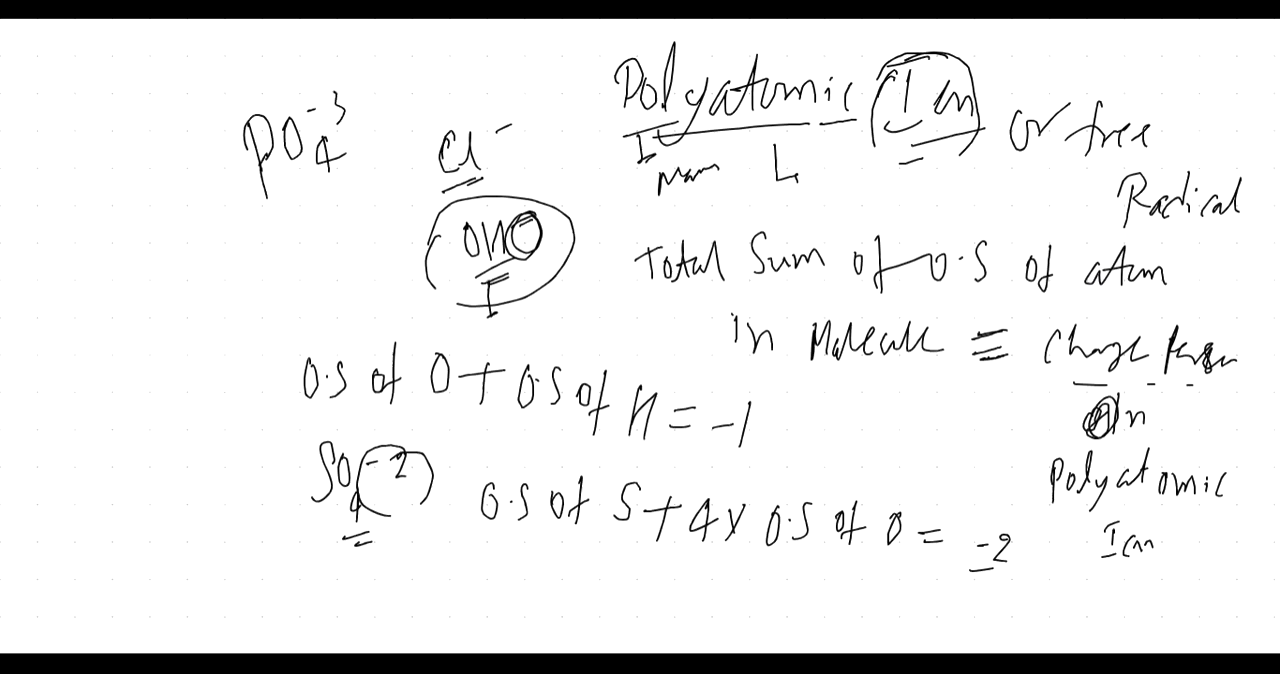 Polyatomic Ion or free
Radical
Many
PO4-3
Cl-
OH
Total Sum of O.S of atom
in Molecule = Charge
on
Polyatomic
Ion
O.S of O + O.S of H = -1
SO4-2
O.S of S + 4 x O.S of O = -2